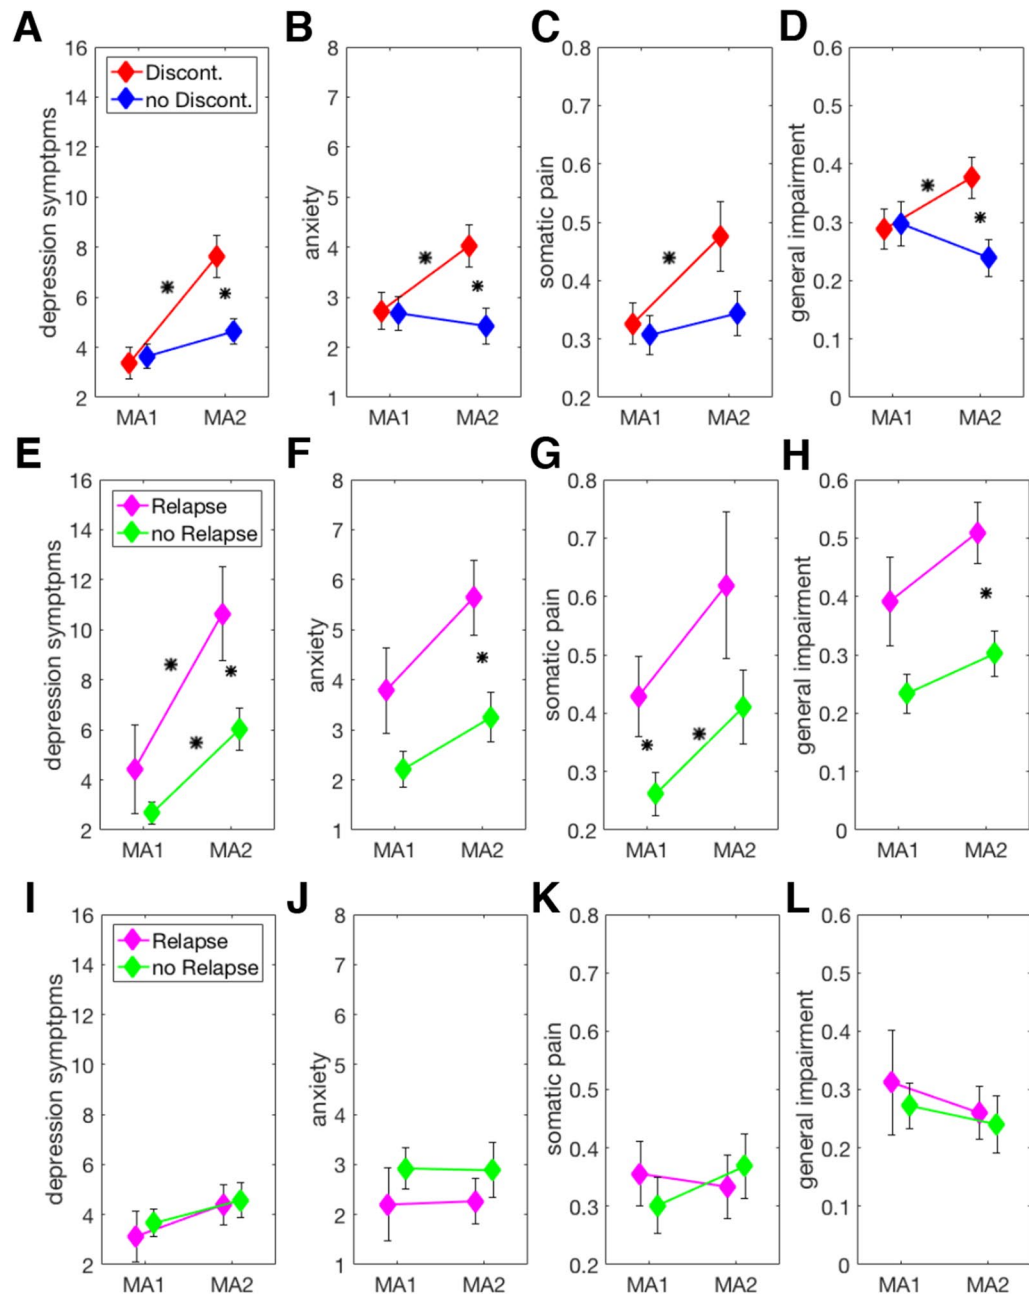 A
16
14
12
10
8
6
4
2
depression symptpms
Discont.
no Discont.
*
*
MA1 MA2
B
8
7
6
5
4
3
2
1
anxiety
*
*
MA1 MA2
C
0.8
0.7
0.6
0.5
0.4
0.3
0.2
somatic pain
*
MA1 MA2
D
0.6
0.5
0.4
0.3
0.2
0.1
0
general impairment
*
*
MA1 MA2
E
16
14
12
10
8
6
4
2
depression symptpms
Relapse
no Relapse
*
*
*
MA1 MA2
F
8
7
6
5
4
3
2
1
anxiety
*
MA1 MA2
G
0.8
0.7
0.6
0.5
0.4
0.3
0.2
somatic pain
*
*
MA1 MA2
H
0.6
0.5
0.4
0.3
0.2
0.1
0
general impairment
*
MA1 MA2
I
16
14
12
10
8
6
4
2
depression symptpms
Relapse
no Relapse
MA1 MA2
J
8
7
6
5
4
3
2
1
anxiety
MA1 MA2
K
0.8
0.7
0.6
0.5
0.4
0.3
0.2
somatic pain
MA1 MA2
L
0.6
0.5
0.4
0.3
0.2
0.1
0
general impairment
MA1 MA2